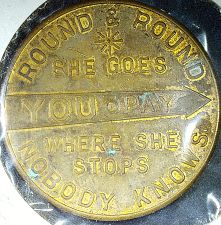 ROUND & ROUND
SHE GOES
YOU PAY
WHERE SHE
STOPS
NOBODY KNOWS